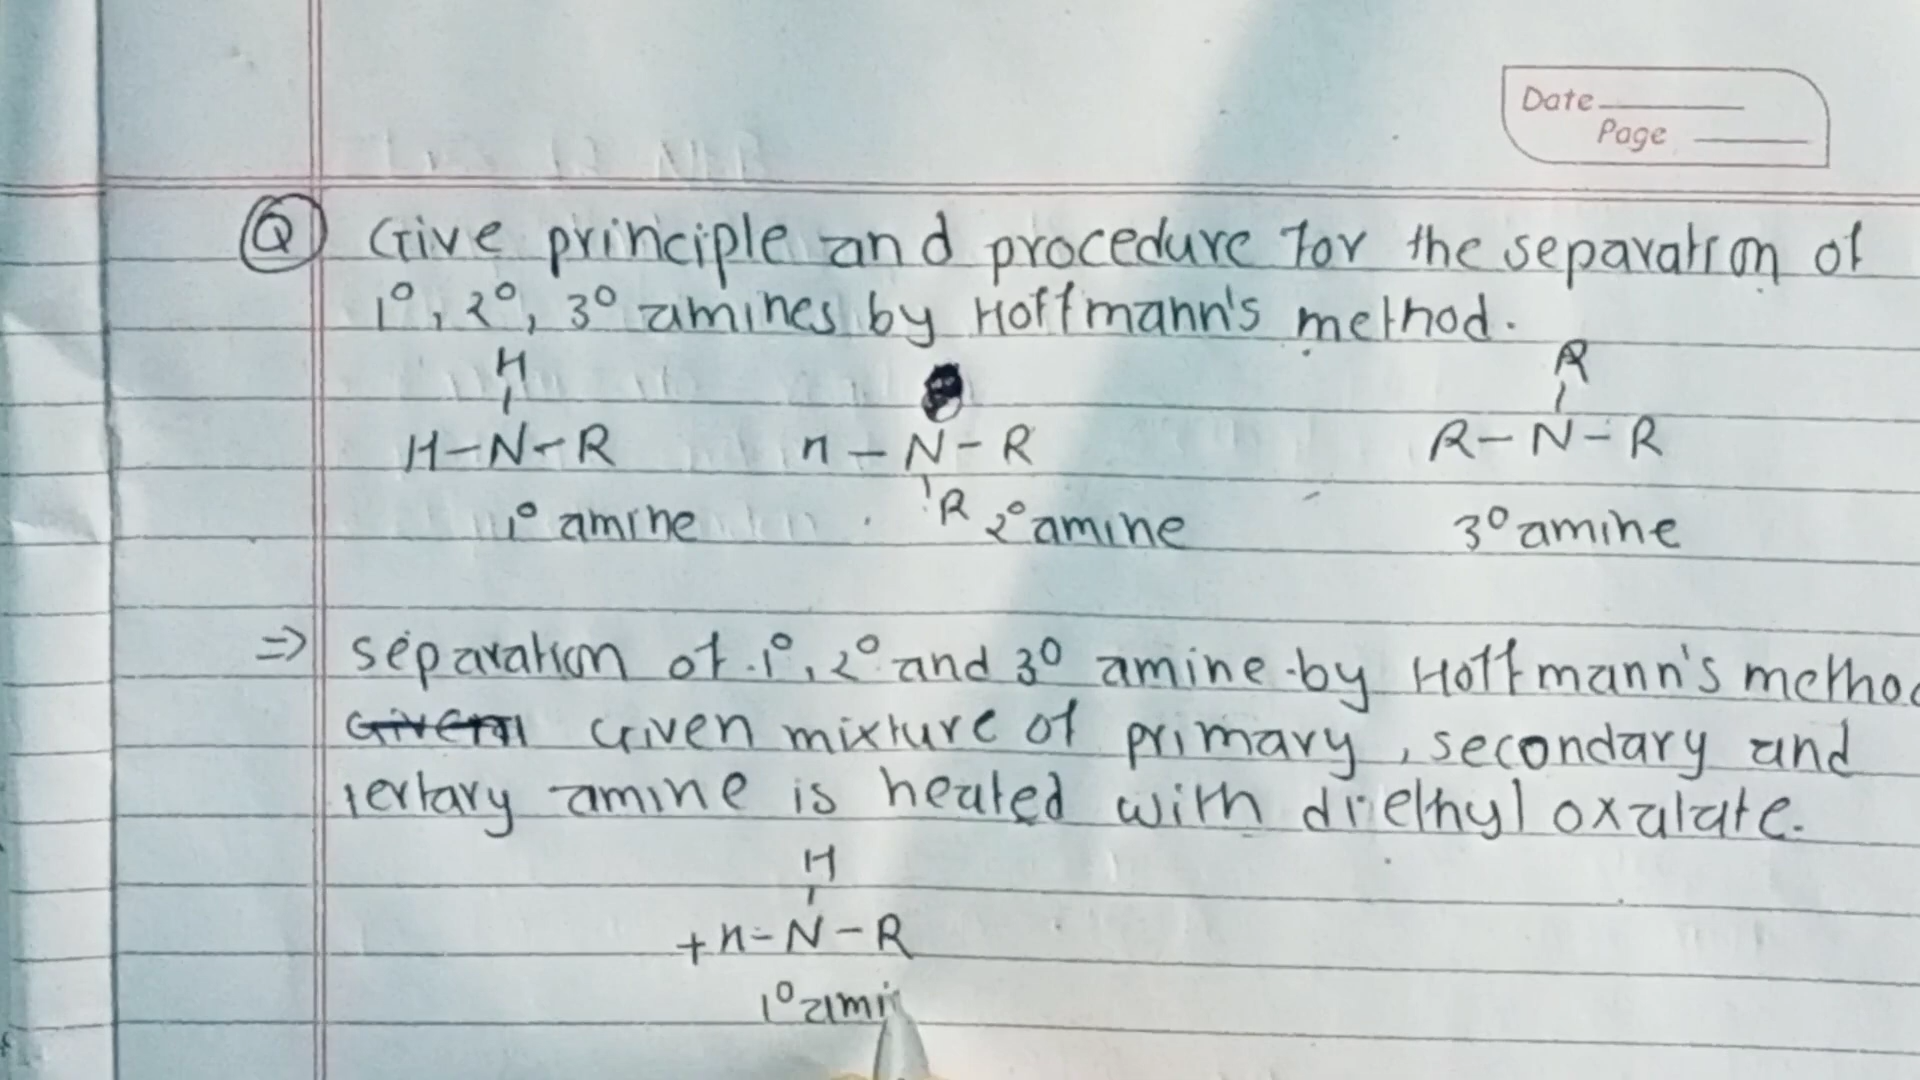 Date
Page
Q Give principle and procedure for the separation of
1°, 2°, 3° amines by Hoffmann's method.
H
H-N-R
H-N-R
R
R
R-N-R
1° amine
2° amine
3° amine
⇒ separation of 1°, 2° and 3° amine by Hoffmann's metho
Given mixture of primary, secondary and
tertary amine is heated with diethyl oxalate.
H
+ H-N-R
1° ami